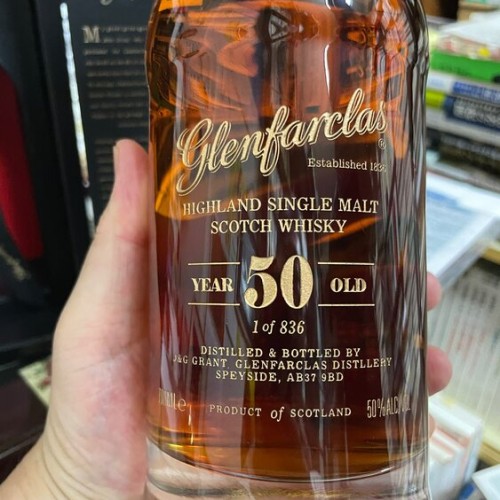 Glenfarclas
®
Established
HIGHLAND SINGLE MALT
SCOTCH WHISKY
YEAR 50 OLD
1 of 836
DISTILLED & BOTTLED BY
J&G GRANT, GLENFARCLAS DISTILLERY
SPEYSIDE, AB37 9BD
PRODUCT of SCOTLAND 50%